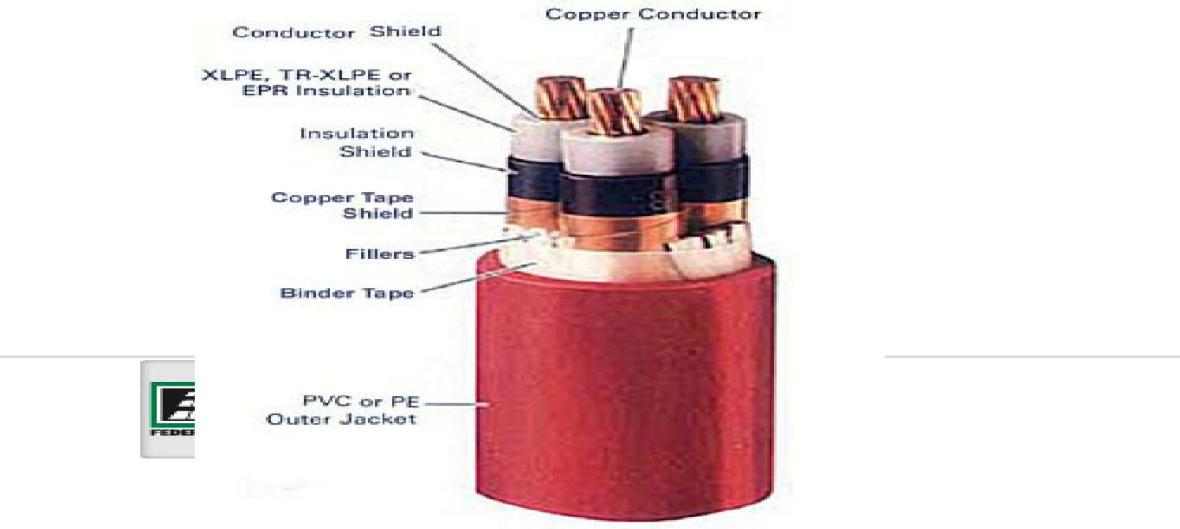 Copper Conductor
Conductor Shield
XLPE, TR-XLPE or
EPR Insulation
Insulation
Shield
Copper Tape
Shield
Fillers
Binder Tape
PVC or PE
Outer Jacket